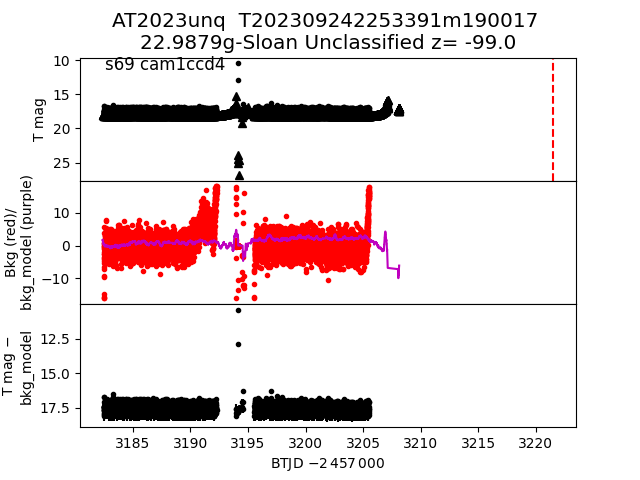 AT2023unq T202309242253391m190017
22.9879g-Sloan Unclassified z= -99.0
s69 cam1ccd4
T mag
10
15
20
25
Bkg (red)/
bkg_model (purple)
10
0
−10
T mag −
bkg_model
12.5
15.0
17.5
3185 3190 3195 3200 3205 3210 3215 3220
BTJD −2 457 000